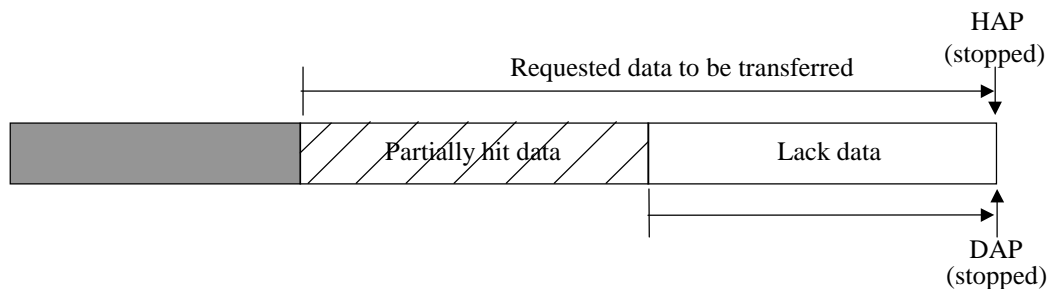 HAP
(stopped)
Requested data to be transferred
Partially hit data
Lack data
DAP
(stopped)